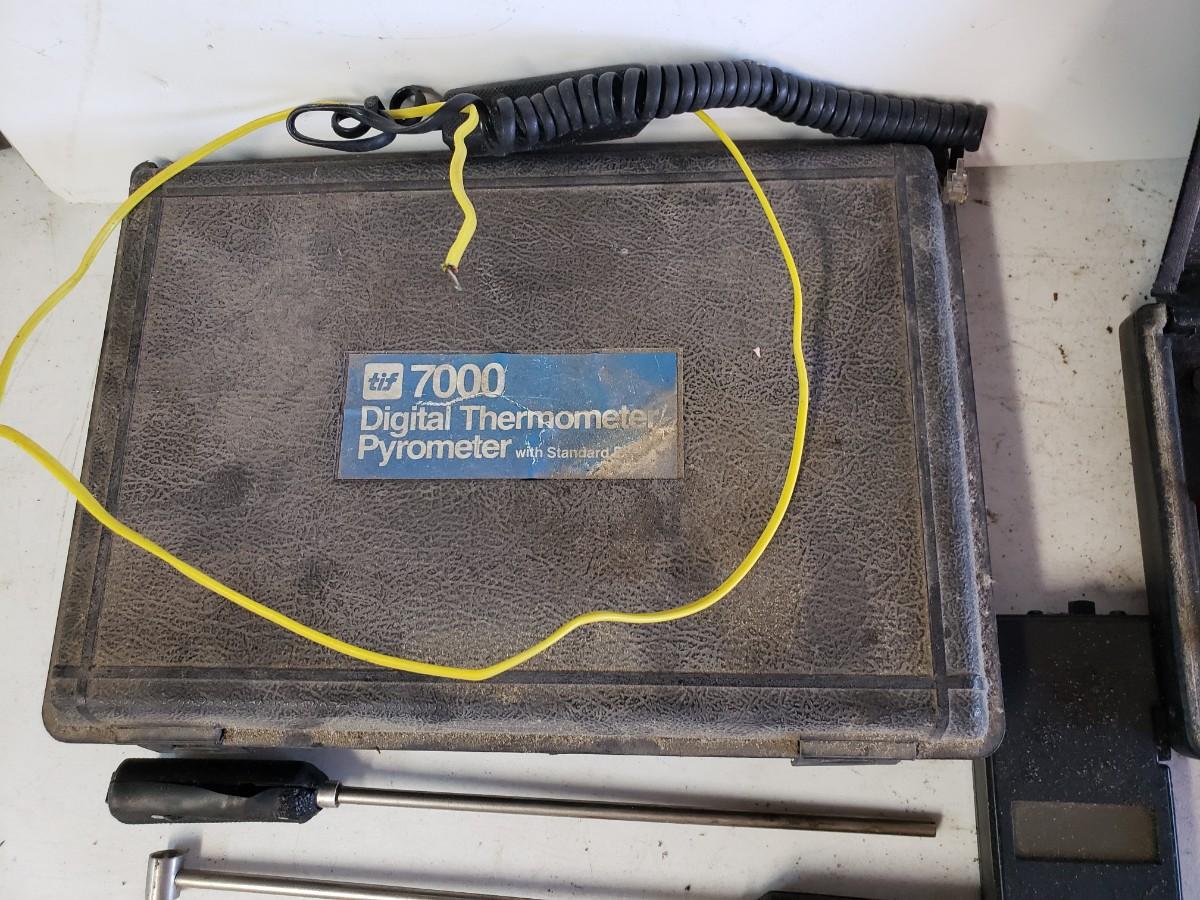 tif 7000
Digital Thermometer/
Pyrometer with Standard